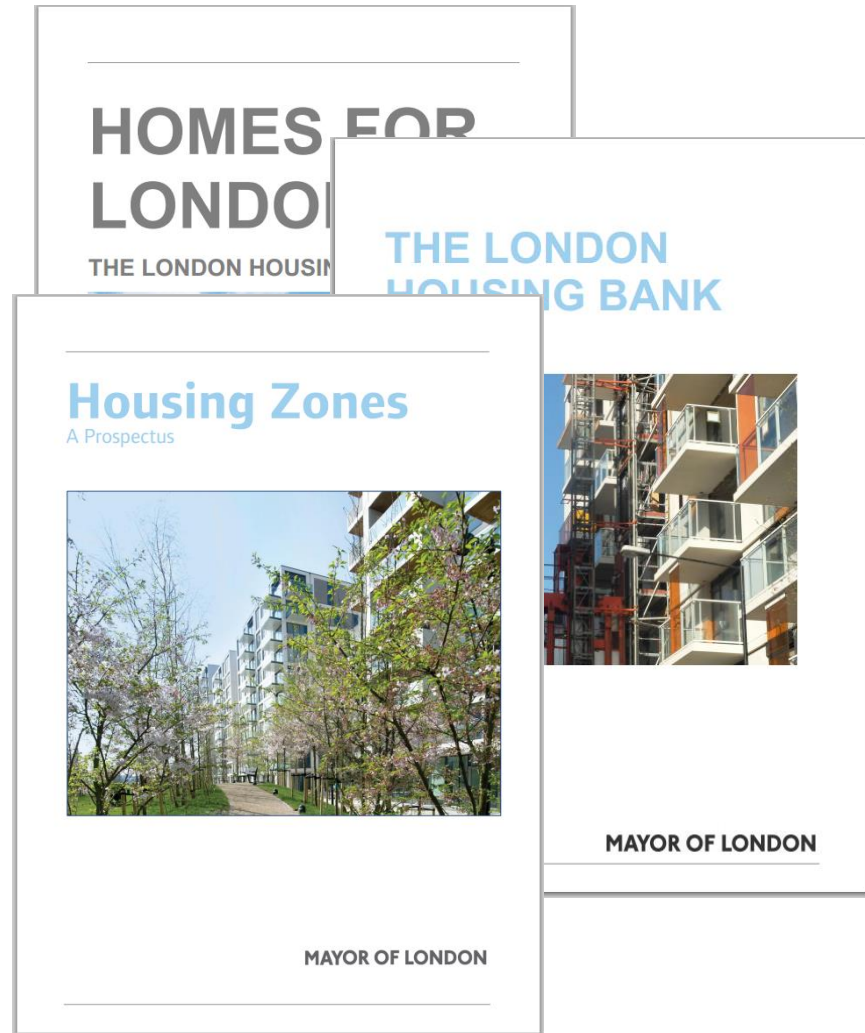 HOMES FOR
LONDO
THE LONDON HOUSIN
THE LONDON
HOUSING BANK
Housing Zones
A Prospectus
MAYOR OF LONDON
MAYOR OF LONDON